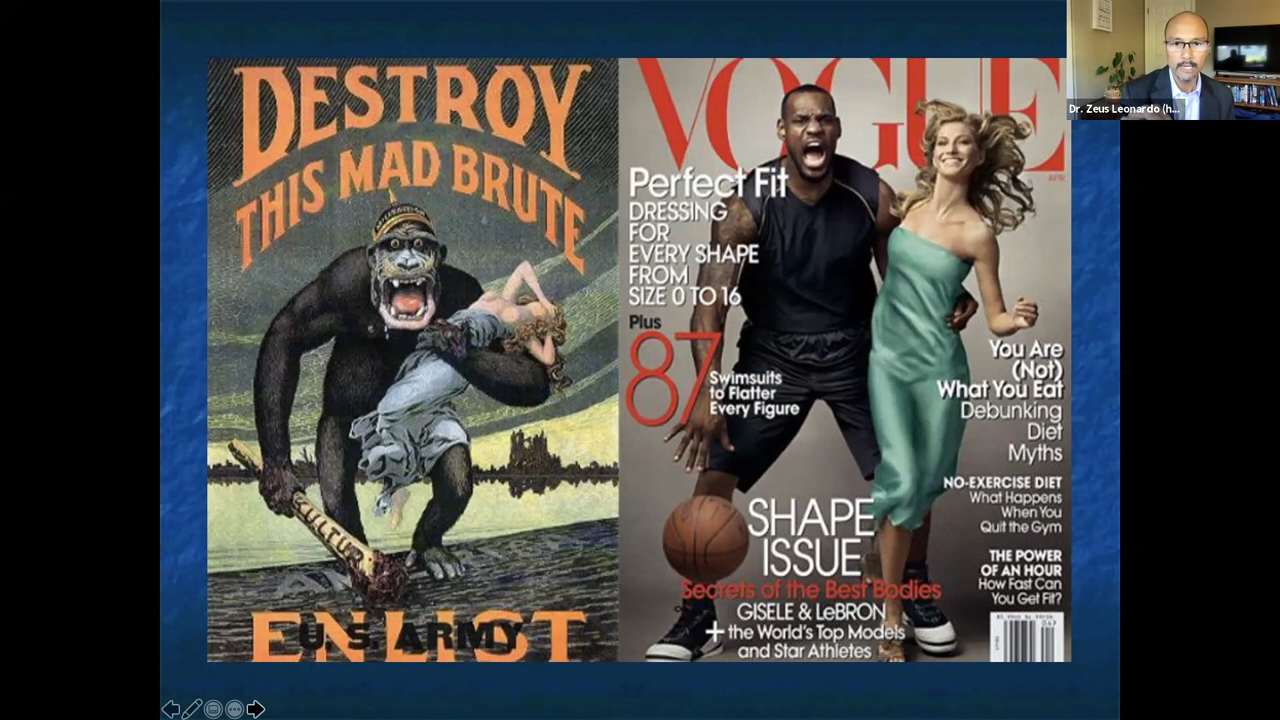 DESTROY
THIS MAD BRUTE
MILITARISM
KULTUR
ENLIST
U.S. ARMY
VOGUE
APR
Perfect Fit
DRESSING
FOR
EVERY SHAPE
FROM
SIZE 0 TO 16
Plus
87
Swimsuits
to Flatter
Every Figure
You Are
(Not)
What You Eat
Debunking
Diet
Myths
NO-EXERCISE DIET
What Happens
When You
Quit the Gym
THE POWER
OF AN HOUR
How Fast Can
You Get Fit?
SHAPE
ISSUE
Secrets of the Best Bodies
GISELE & LeBRON
+ the World's Top Models
and Star Athletes
Dr. Zeus Leonardo (h...